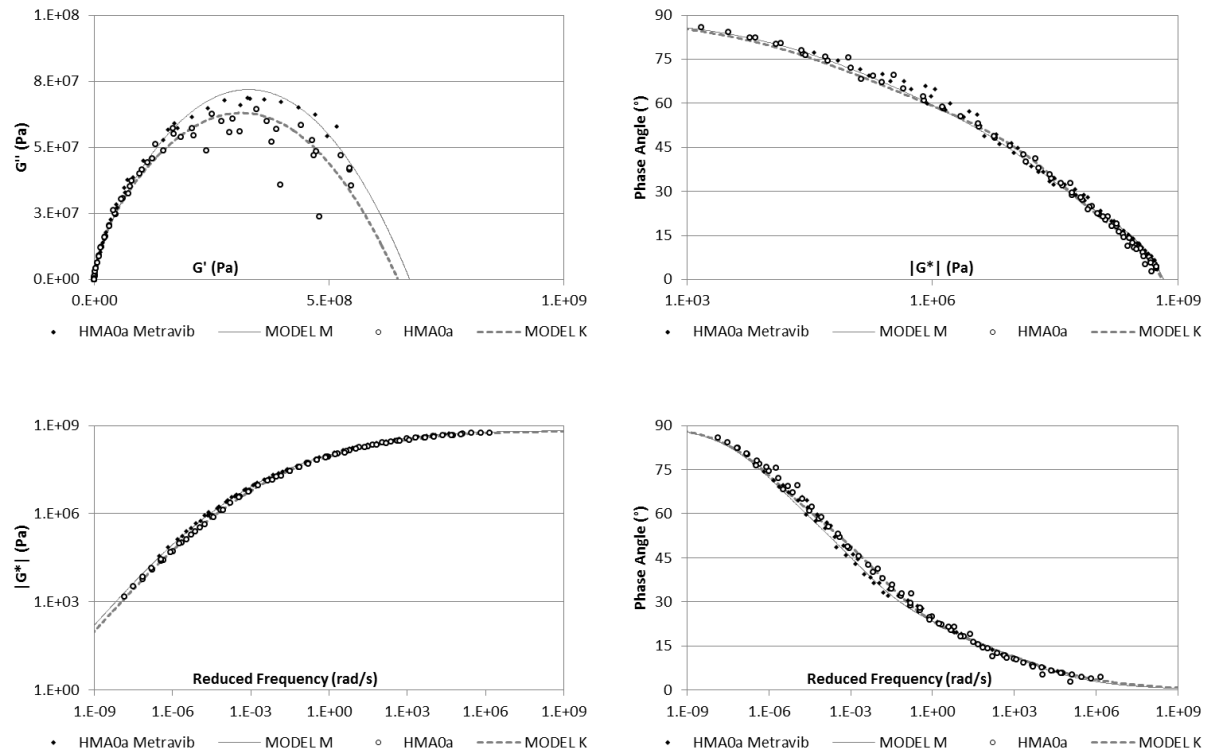 1.E+08
8.E+07
5.E+07
3.E+07
0.E+00
G'' (Pa)
G' (Pa)
0.E+00 5.E+08 1.E+09
HMA0a Metravib MODEL M HMA0a MODEL K
90
75
60
45
30
15
0
Phase Angle (°)
|G*| (Pa)
1.E+03 1.E+06 1.E+09
HMA0a Metravib MODEL M HMA0a MODEL K
1.E+09
1.E+06
1.E+03
1.E+00
|G*| (Pa)
Reduced Frequency (rad/s)
1.E-09 1.E-06 1.E-03 1.E+00 1.E+03 1.E+06 1.E+09
HMA0a Metravib MODEL M HMA0a MODEL K
90
75
60
45
30
15
0
Phase Angle (°)
Reduced Frequency (rad/s)
1.E-09 1.E-06 1.E-03 1.E+00 1.E+03 1.E+06 1.E+09
HMA0a Metravib MODEL M HMA0a MODEL K